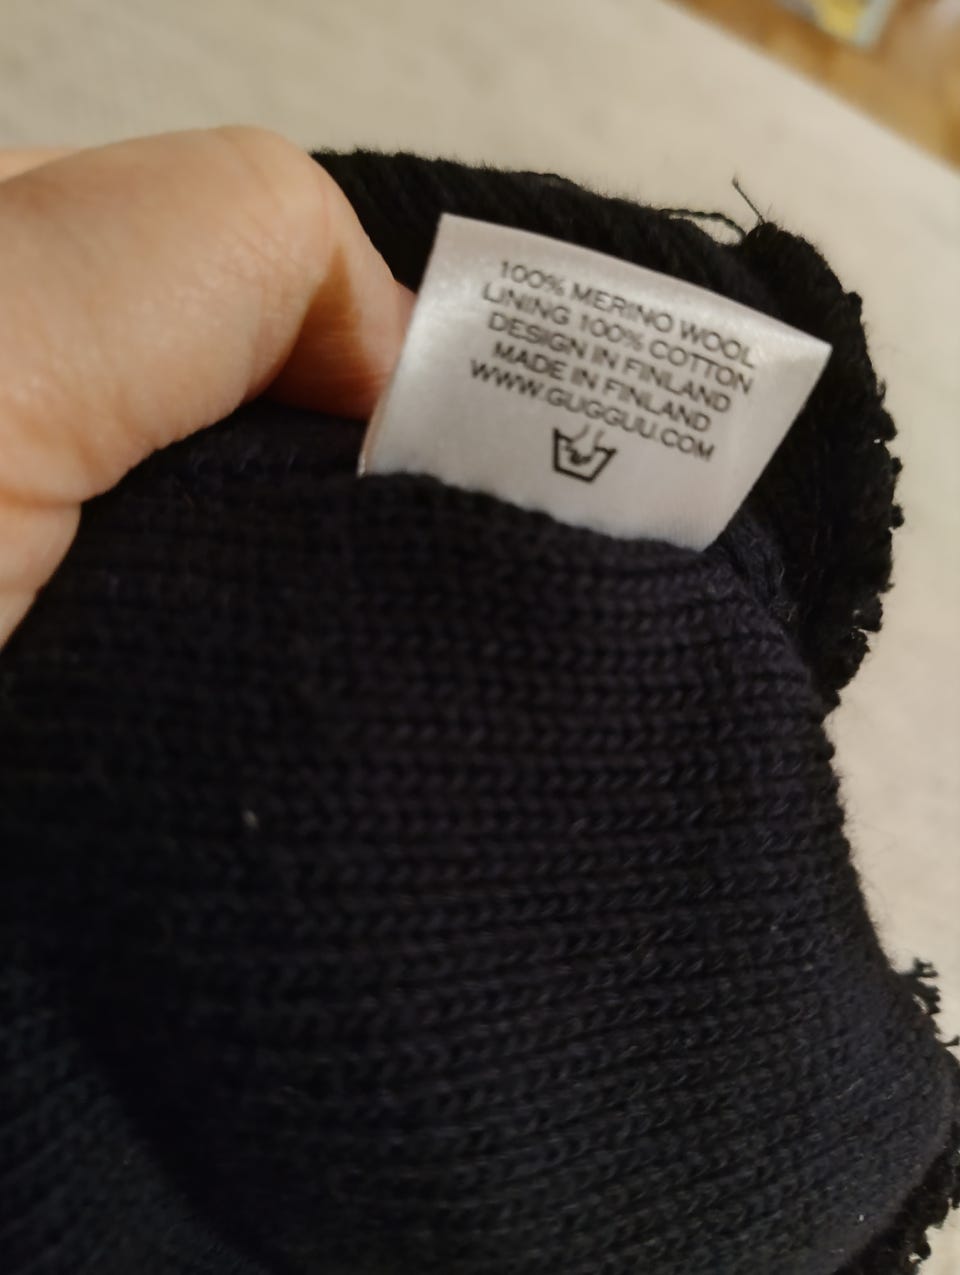 100% MERINO WOOL
LINING 100% COTTON
DESIGN IN FINLAND
MADE IN FINLAND
WWW.GUGGUU.COM